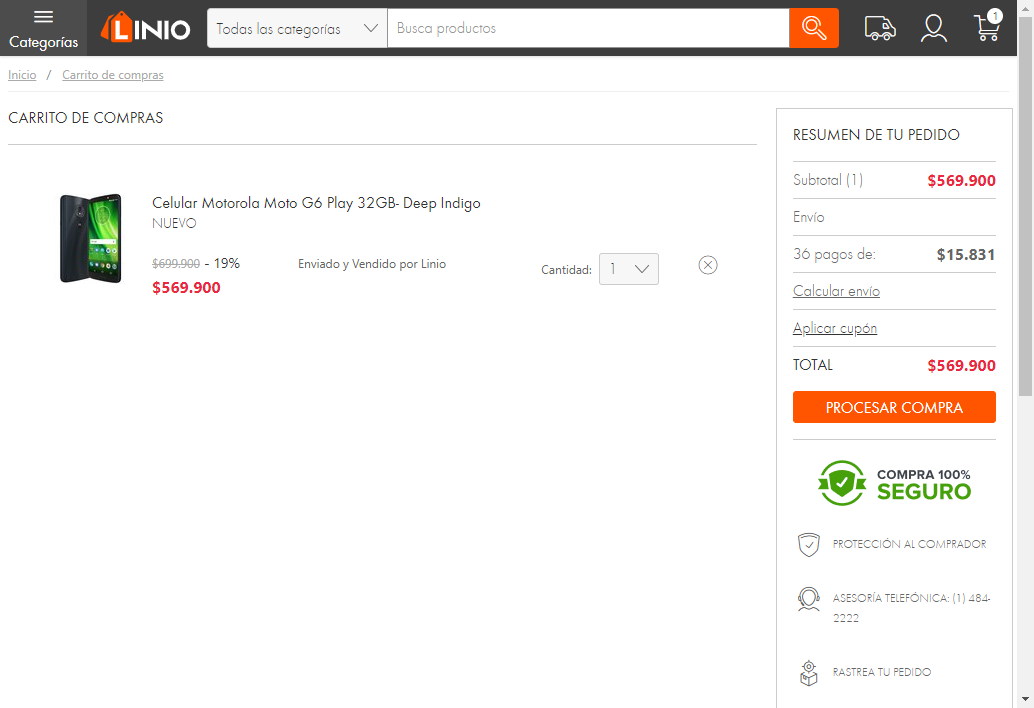 Categorías
LINIO
Todas las categorías
Busca productos
1
Inicio / Carrito de compras
CARRITO DE COMPRAS
Celular Motorola Moto G6 Play 32GB- Deep Indigo
NUEVO
$699.900 - 19%
$569.900
Enviado y Vendido por Linio
Cantidad: 1
RESUMEN DE TU PEDIDO
Subtotal (1) $569.900
Envío
36 pagos de: $15.831
Calcular envío
Aplicar cupón
TOTAL $569.900
PROCESAR COMPRA
COMPRA 100%
SEGURO
PROTECCIÓN AL COMPRADOR
ASESORÍA TELEFÓNICA: (1) 484-
2222
RASTREA TU PEDIDO